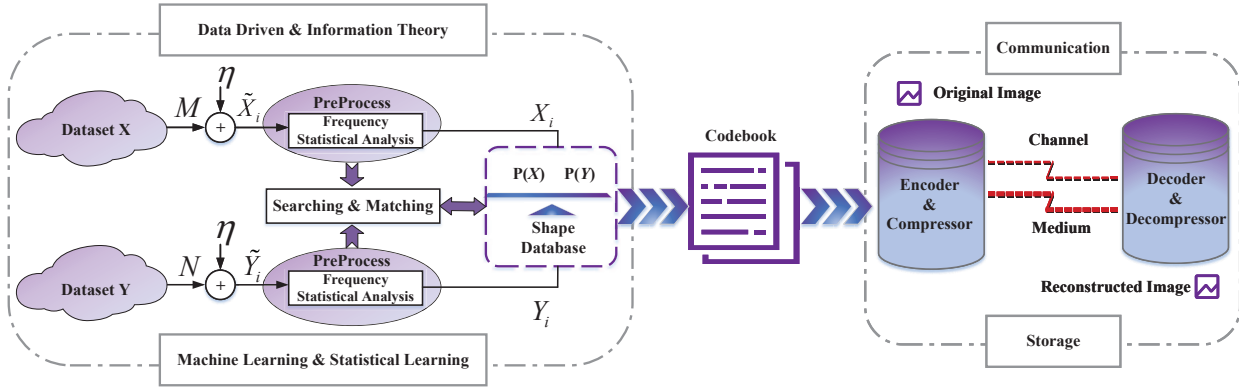 Data Driven & Information Theory
Communication
η
η
Dataset X
M
+
X̃i
PreProcess
Frequency
Statistical Analysis
Xi
Original Image
Codebook
Channel
P(X) P(Y)
Encoder
&
Compressor
Decoder
&
Decompressor
Searching & Matching
Shape
Database
Medium
Dataset Y
N
+
Ỹi
PreProcess
Frequency
Statistical Analysis
Yi
Reconstructed Image
Machine Learning & Statistical Learning
Storage